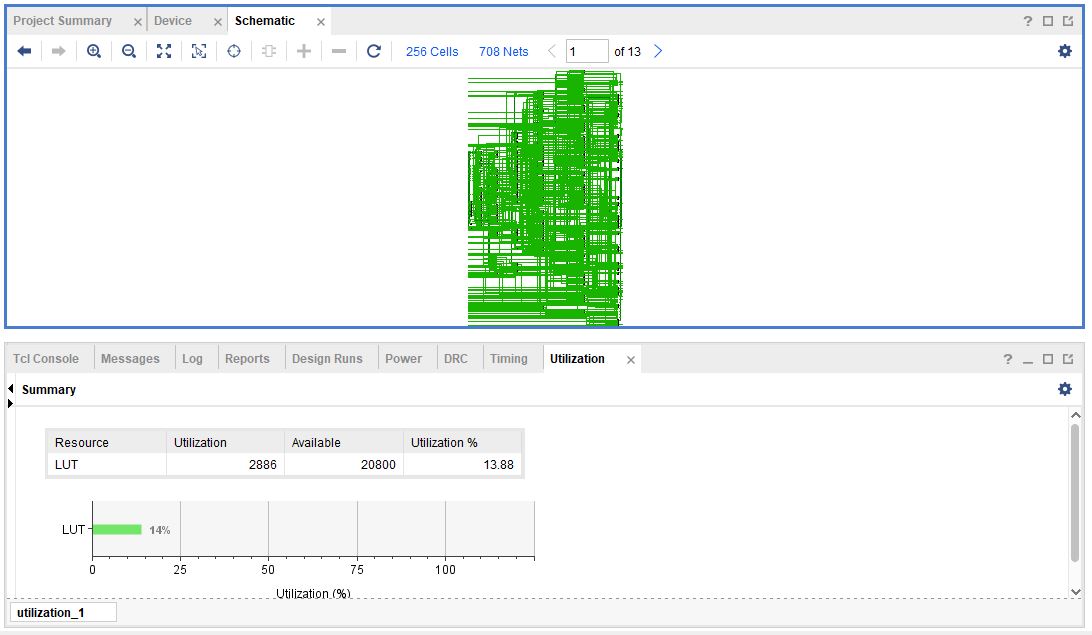 Project Summary × Device × Schematic ×
256 Cells 708 Nets 1 of 13
Tcl Console Messages Log Reports Design Runs Power DRC Timing Utilization ×
Summary
Resource Utilization Available Utilization %
LUT 2886 20800 13.88
LUT 14%
0 25 50 75 100
Utilization (%)
utilization_1